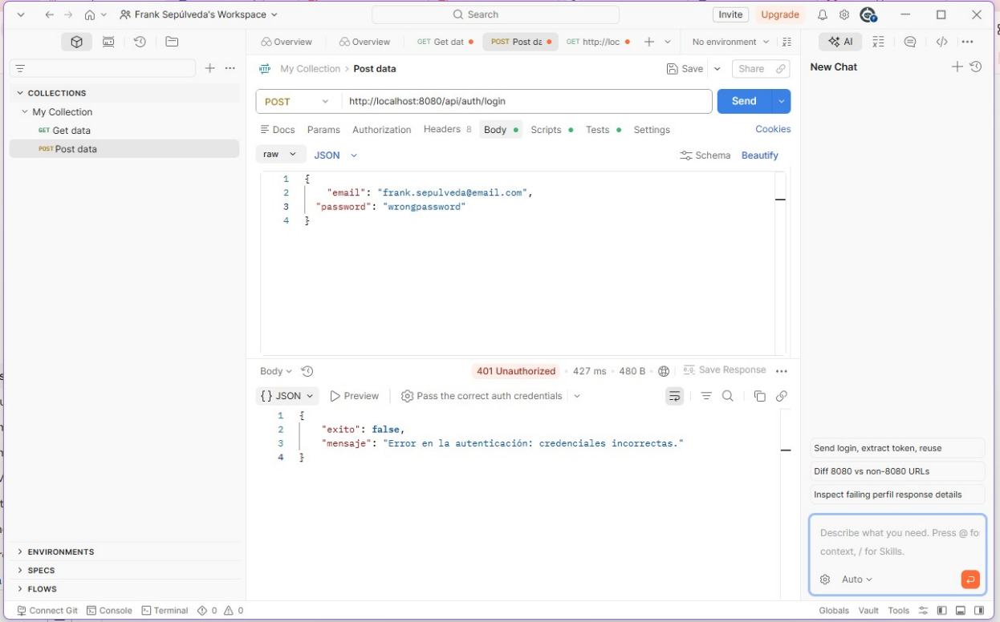 Frank Sepúlveda's Workspace
Search
Invite
Upgrade
Overview
Overview
GET Get dat
POST Post da
GET http://loc
No environment
AI
My Collection > Post data
Save
Share
New Chat
COLLECTIONS
My Collection
GET Get data
POST Post data
POST
http://localhost:8080/api/auth/login
Send
Docs
Params
Authorization
Headers 8
Body
Scripts
Tests
Settings
Cookies
raw
JSON
Schema
Beautify
1 {
2 "email": "frank.sepulveda@email.com",
3 "password": "wrongpassword"
4 }
Body
401 Unauthorized
427 ms
480 B
e.g. Save Response
{} JSON
Preview
Pass the correct auth credentials
1 {
2 "exito": false,
3 "mensaje": "Error en la autenticación: credenciales incorrectas."
4 }
Send login, extract token, reuse
Diff 8080 vs non-8080 URLs
Inspect failing perfil response details
Describe what you need. Press @ fo
context, / for Skills.
Auto
ENVIRONMENTS
SPECS
FLOWS
Connect Git
Console
Terminal
0
0
Globals
Vault
Tools